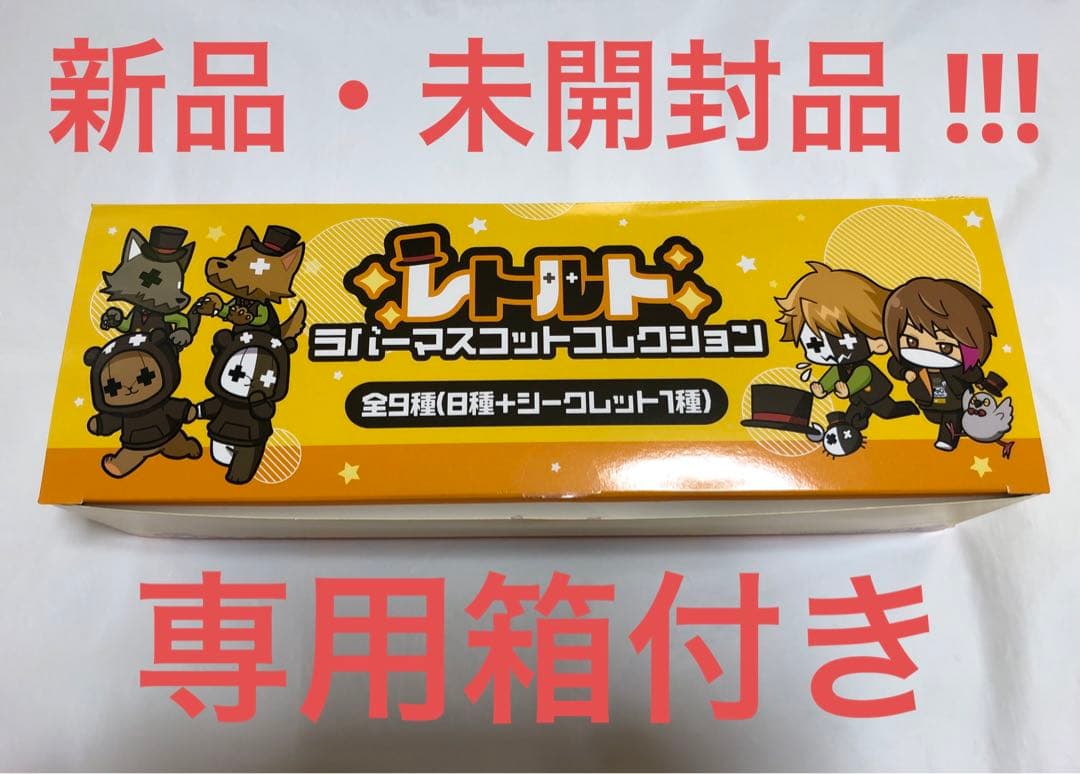 新品・未開封品 !!!
レトルト
ラバーマスコットコレクション
全9種(8種+シークレット1種)
専用箱付き